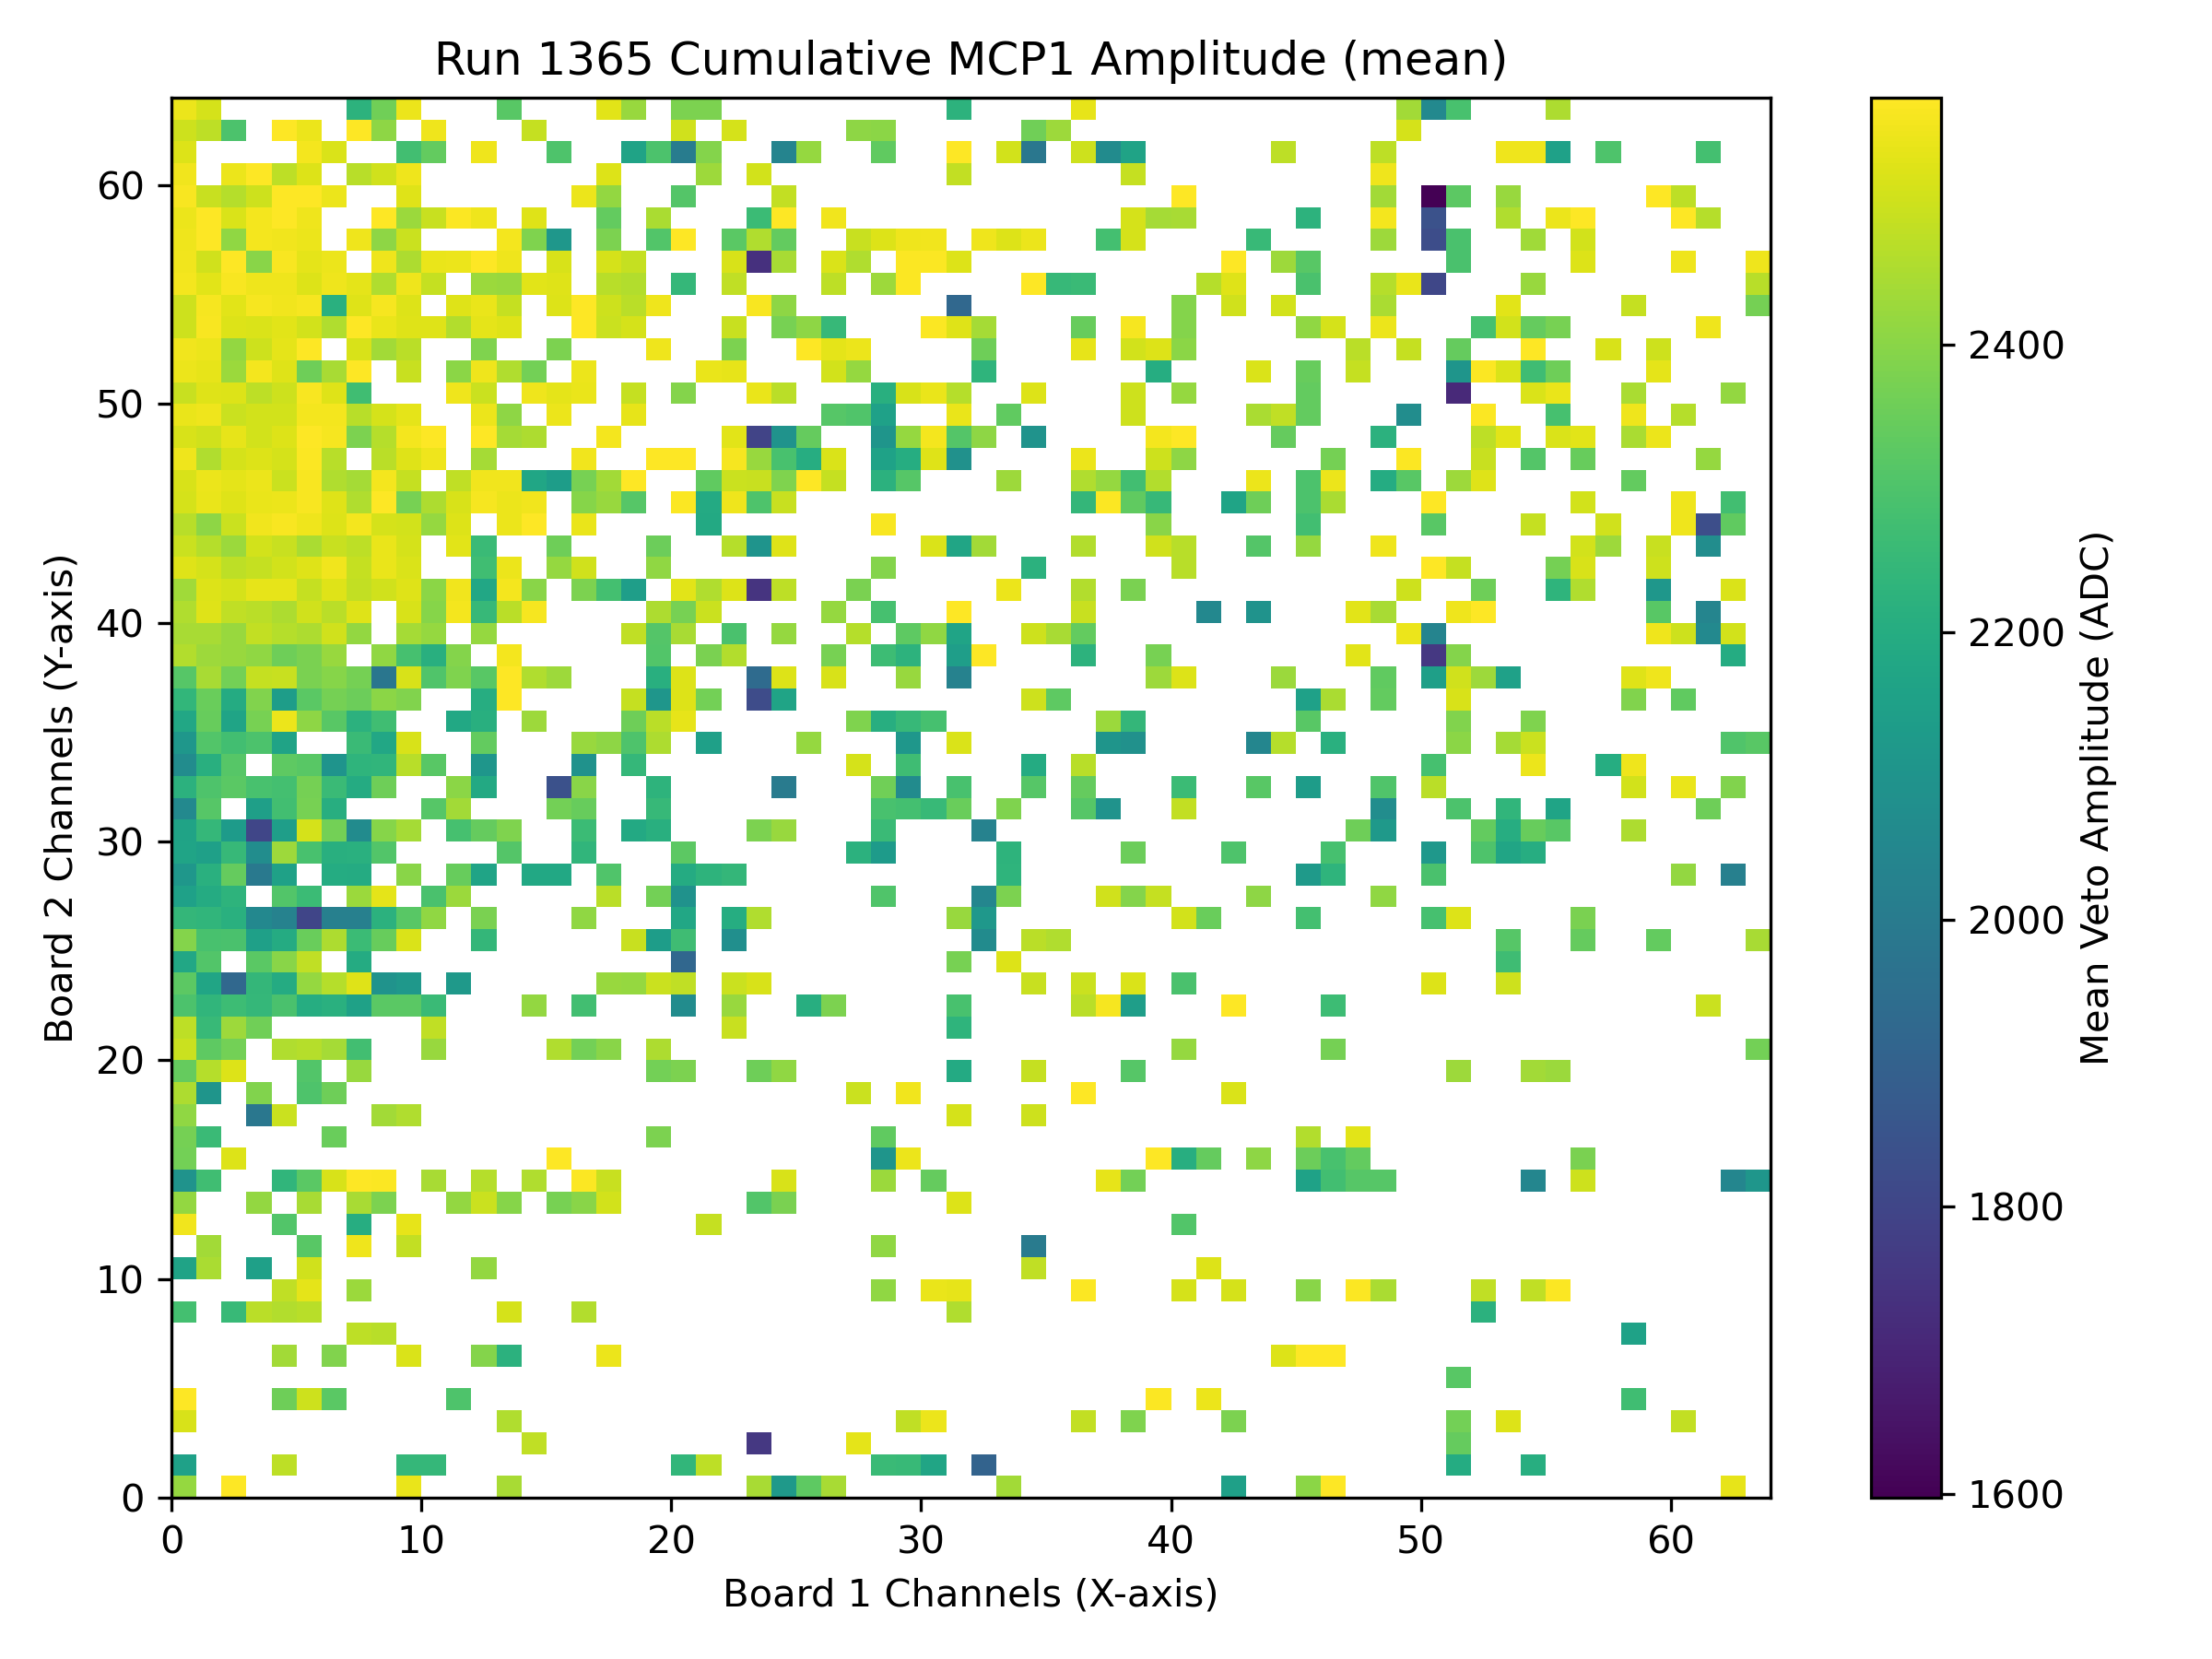 Run 1365 Cumulative MCP1 Amplitude (mean)
60
50
40
30
20
10
0
Board 2 Channels (Y-axis)
0 10 20 30 40 50 60
Board 1 Channels (X-axis)
2400
2200
2000
1800
1600
Mean Veto Amplitude (ADC)